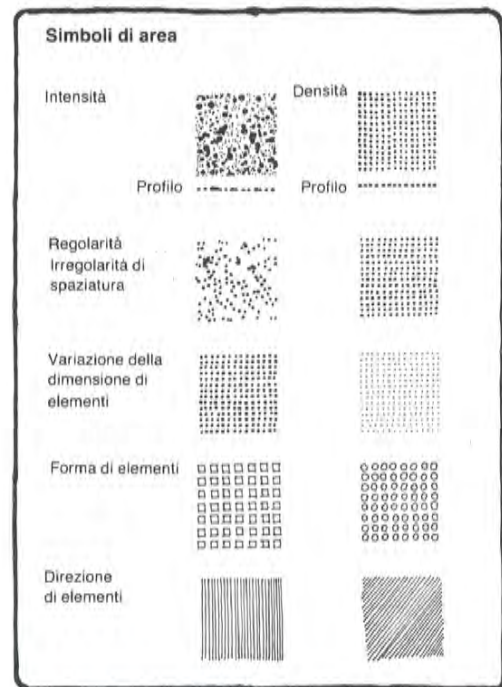 Simboli di area
Intensità
Densità
Profilo
Profilo
Regolarità
Irregolarità di
spaziatura
Variazione della
dimensione di
elementi
Forma di elementi
Direzione
di elementi